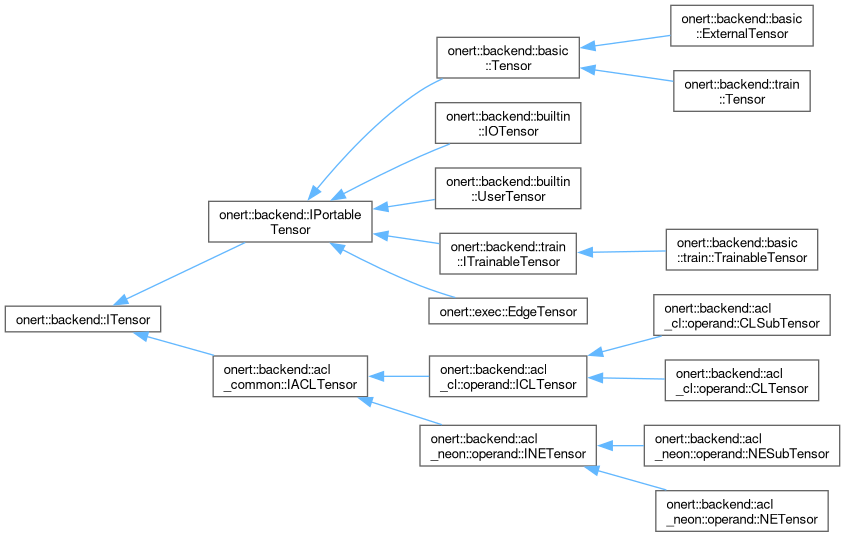 onert::backend::basic
::ExternalTensor
onert::backend::basic
::Tensor
onert::backend::train
::Tensor
onert::backend::builtin
::IOTensor
onert::backend::builtin
::UserTensor
onert::backend::IPortable
Tensor
onert::backend::train
::ITrainableTensor
onert::backend::basic
::train::TrainableTensor
onert::exec::EdgeTensor
onert::backend::ITensor
onert::backend::acl
_cl::operand::CLSubTensor
onert::backend::acl
_common::IACLTensor
onert::backend::acl
_cl::operand::ICLTensor
onert::backend::acl
_cl::operand::CLTensor
onert::backend::acl
_neon::operand::INETensor
onert::backend::acl
_neon::operand::NESubTensor
onert::backend::acl
_neon::operand::NETensor